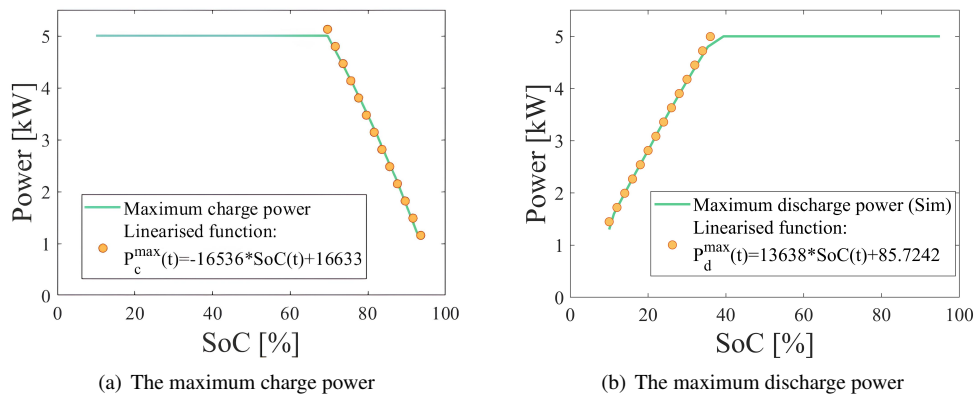 5
4
3
2
1
0
Power [kW]
Maximum charge power
Linearised function:
P_c^max(t)=-16536*SoC(t)+16633
0 20 40 60 80 100
SoC [%]
(a) The maximum charge power
5
4
3
2
1
0
Power [kW]
Maximum discharge power (Sim)
Linearised function:
P_d^max(t)=13638*SoC(t)+85.7242
0 20 40 60 80 100
SoC [%]
(b) The maximum discharge power